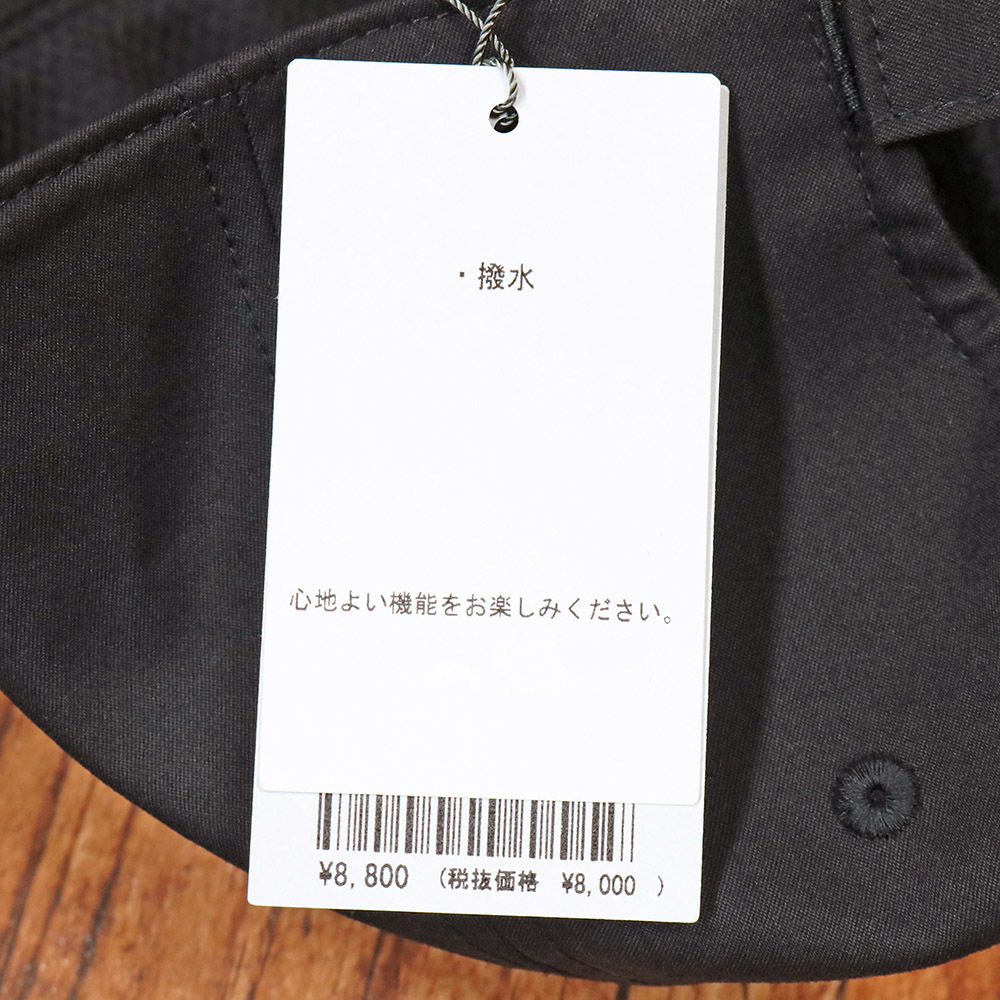 ・撥水
心地よい機能をお楽しみください。
¥8,800 (税抜価格 ¥8,000 )